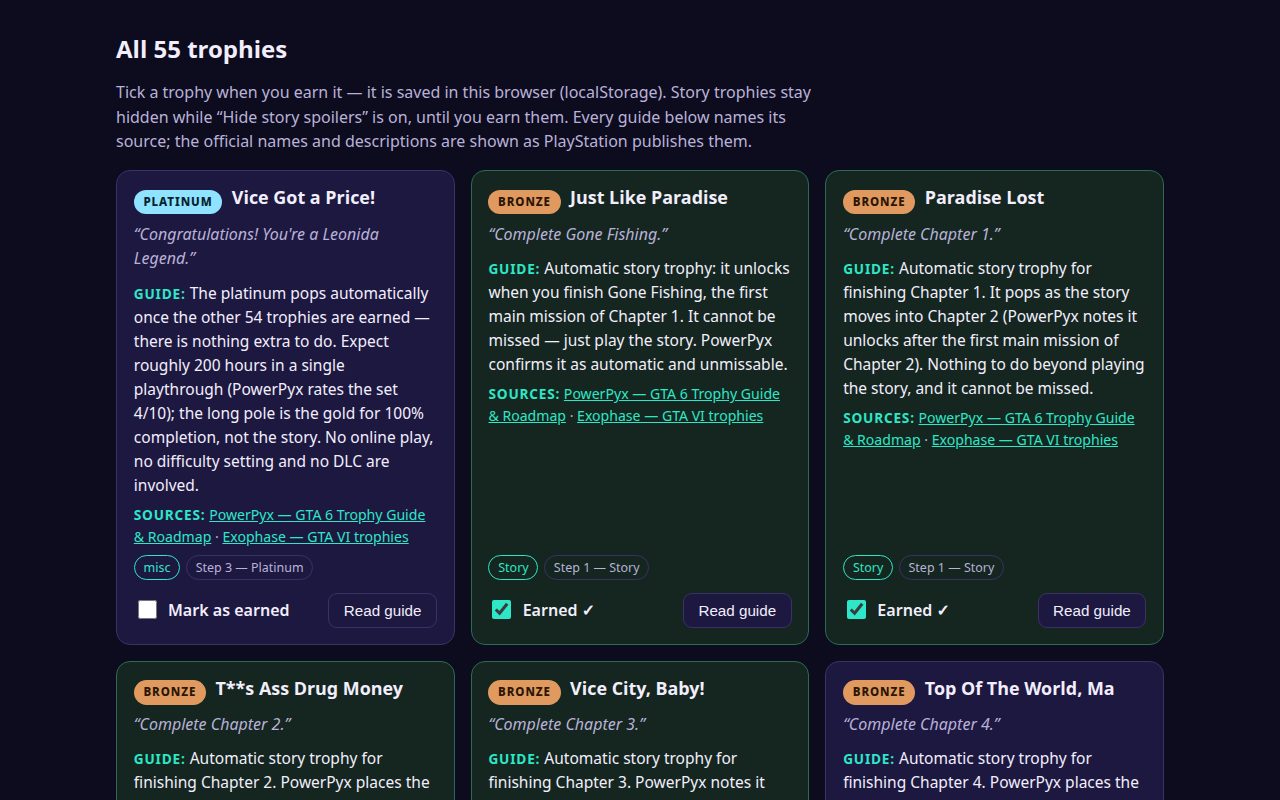 All 55 trophies
Tick a trophy when you earn it — it is saved in this browser (localStorage). Story trophies stay
hidden while “Hide story spoilers” is on, until you earn them. Every guide below names its
source; the official names and descriptions are shown as PlayStation publishes them.
PLATINUM Vice Got a Price!
“Congratulations! You're a Leonida
Legend.”
GUIDE: The platinum pops automatically
once the other 54 trophies are earned —
there is nothing extra to do. Expect
roughly 200 hours in a single
playthrough (PowerPyx rates the set
4/10); the long pole is the gold for 100%
completion, not the story. No online play,
no difficulty setting and no DLC are
involved.
SOURCES: PowerPyx — GTA 6 Trophy Guide
& Roadmap · Exophase — GTA VI trophies
misc Step 3 — Platinum
Mark as earned Read guide
BRONZE Just Like Paradise
“Complete Gone Fishing.”
GUIDE: Automatic story trophy: it unlocks
when you finish Gone Fishing, the first
main mission of Chapter 1. It cannot be
missed — just play the story. PowerPyx
confirms it as automatic and unmissable.
SOURCES: PowerPyx — GTA 6 Trophy Guide
& Roadmap · Exophase — GTA VI trophies
Story Step 1 — Story
Earned ✓ Read guide
BRONZE Paradise Lost
“Complete Chapter 1.”
GUIDE: Automatic story trophy for
finishing Chapter 1. It pops as the story
moves into Chapter 2 (PowerPyx notes it
unlocks after the first main mission of
Chapter 2). Nothing to do beyond playing
the story, and it cannot be missed.
SOURCES: PowerPyx — GTA 6 Trophy Guide
& Roadmap · Exophase — GTA VI trophies
Story Step 1 — Story
Earned ✓ Read guide
BRONZE T**s Ass Drug Money
“Complete Chapter 2.”
GUIDE: Automatic story trophy for
finishing Chapter 2. PowerPyx places the
BRONZE Vice City, Baby!
“Complete Chapter 3.”
GUIDE: Automatic story trophy for
finishing Chapter 3. PowerPyx notes it
BRONZE Top Of The World, Ma
“Complete Chapter 4.”
GUIDE: Automatic story trophy for
finishing Chapter 4. PowerPyx places the